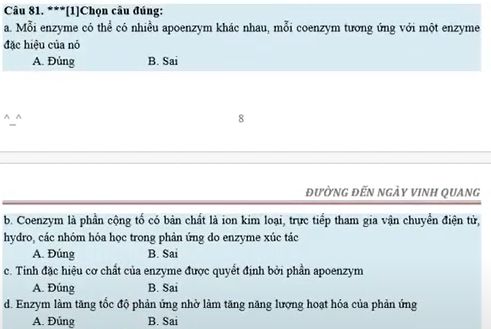 Câu 81. ***[1]Chọn câu đúng:
a. Mỗi enzyme có thể có nhiều apoenzym khác nhau, mỗi coenzym tương ứng với một enzyme
đặc hiệu của nó
A. Đúng B. Sai
^_^ 8
ĐƯỜNG ĐẾN NGÀY VINH QUANG
b. Coenzym là phần cộng tố có bản chất là ion kim loại, trực tiếp tham gia vận chuyển điện tử,
hydro, các nhóm hóa học trong phản ứng do enzyme xúc tác
A. Đúng B. Sai
c. Tính đặc hiệu cơ chất của enzyme được quyết định bởi phần apoenzym
A. Đúng B. Sai
d. Enzym làm tăng tốc độ phản ứng nhờ làm tăng năng lượng hoạt hóa của phản ứng
A. Đúng B. Sai